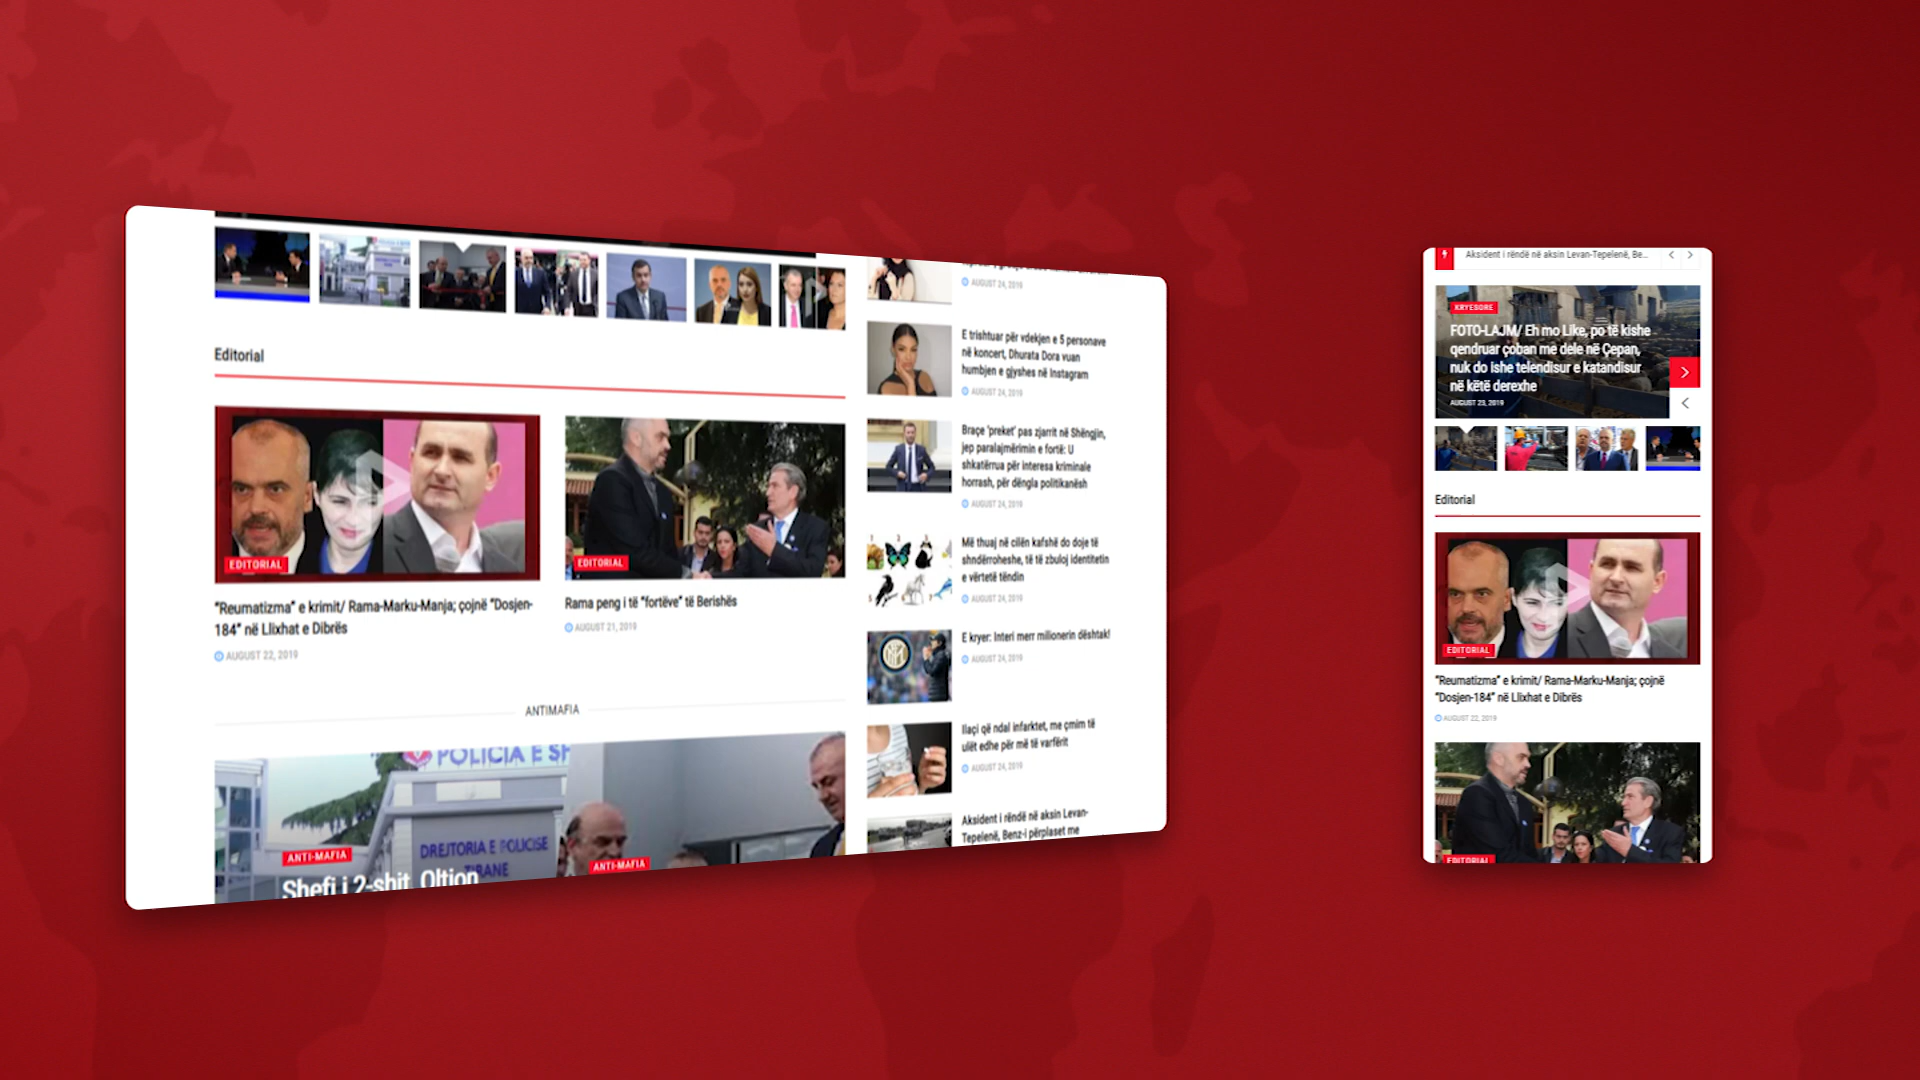 Editorial
EDITORIAL
“Reumatizma” e krimit/ Rama-Marku-Manja; çojnë “Dosjen-
184” në Llixhat e Dibrës
AUGUST 22, 2019
EDITORIAL
Rama peng i të “fortëve” të Berishës
AUGUST 21, 2019
ANTIMAFIA
POLICIA E SH
DREJTORIA E POLICISE
TIRANE
ANTI-MAFIA
Shefi i 2-shit, Oltion
ANTI-MAFIA
AUGUST 24, 2019
E trishtuar për vdekjen e 5 personave
në koncert, Dhurata Dora vuan
humbjen e gjyshes në Instagram
AUGUST 24, 2019
Braçe ‘preket’ pas zjarrit në Shëngjin,
jep paralajmërimin e fortë: U
shkatërrua për interesa kriminale
horrash, për dëngla politikanësh
AUGUST 24, 2019
Më thuaj në cilën kafshë do doje të
shndërroheshe, të të zbuloj identitetin
e vërtetë tëndin
AUGUST 24, 2019
E kryer: Interi merr milionerin dështak!
AUGUST 24, 2019
Ilaçi që ndal infarktet, me çmim të
ulët edhe për më të varfërit
AUGUST 24, 2019
Aksident i rëndë në aksin Levan-
Tepelenë, Benz-i përplaset me
Aksident i rëndë në aksin Levan-Tepelenë, Be...
KRYESORE
FOTO-LAJM/ Eh mo Like, po të kishe
qendruar çoban me dele në Çepan,
nuk do ishe telendisur e katandisur
në këtë derexhe
AUGUST 23, 2019
Editorial
EDITORIAL
“Reumatizma” e krimit/ Rama-Marku-Manja; çojnë
“Dosjen-184” në Llixhat e Dibrës
AUGUST 22, 2019
EDITORIAL